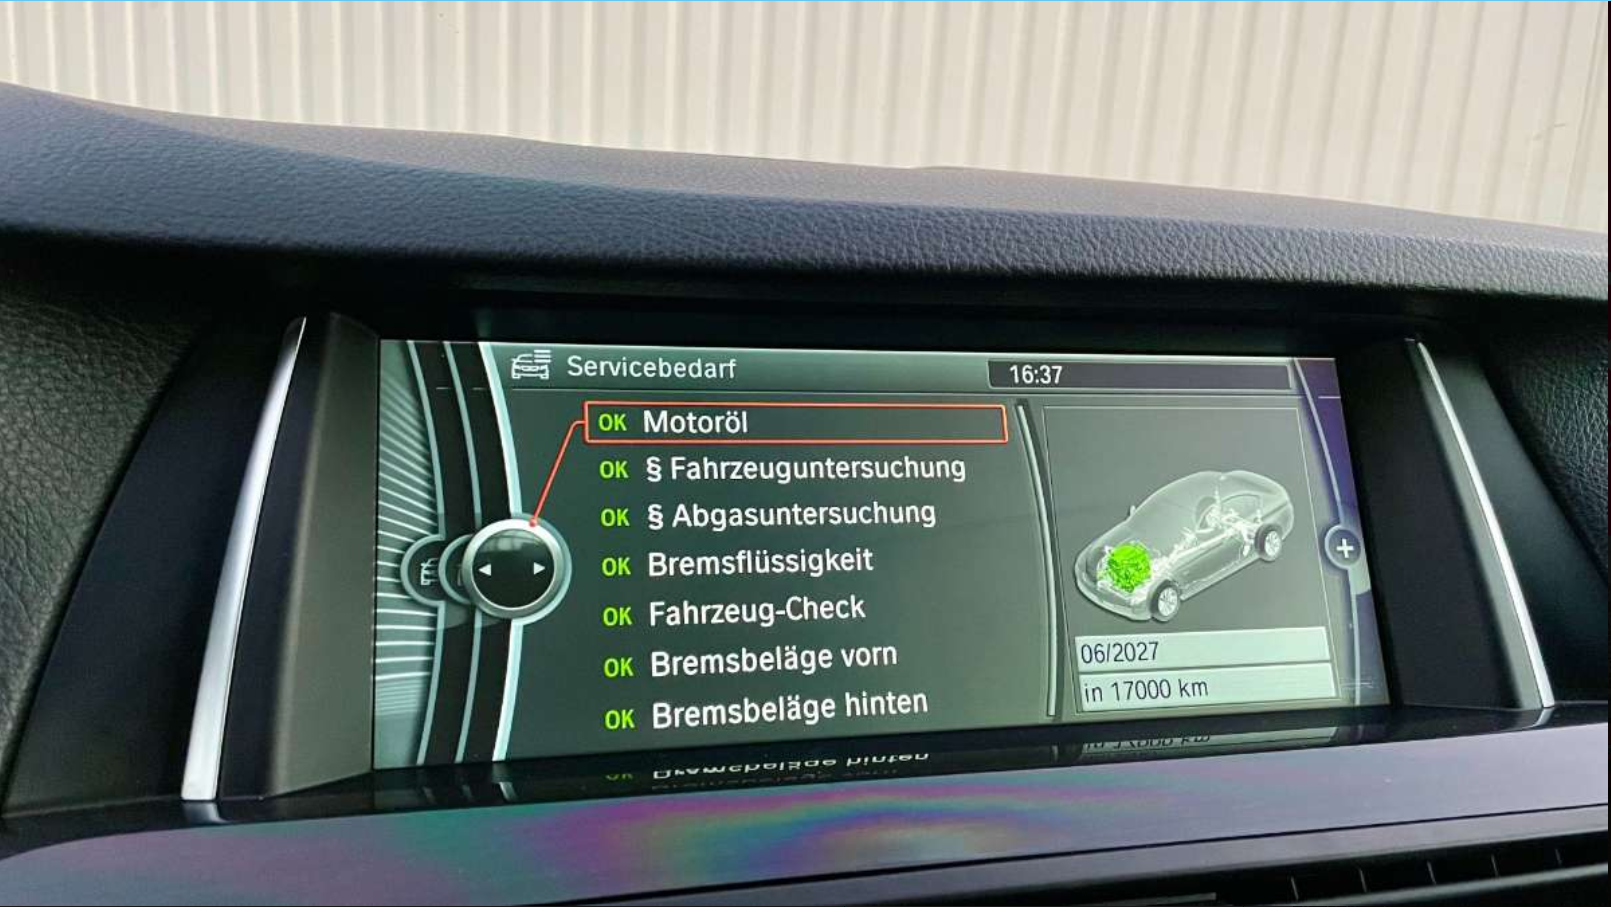 Servicebedarf
16:37
OK Motoröl
OK § Fahrzeuguntersuchung
OK § Abgasuntersuchung
OK Bremsflüssigkeit
OK Fahrzeug-Check
OK Bremsbeläge vorn
OK Bremsbeläge hinten
06/2027
in 17000 km